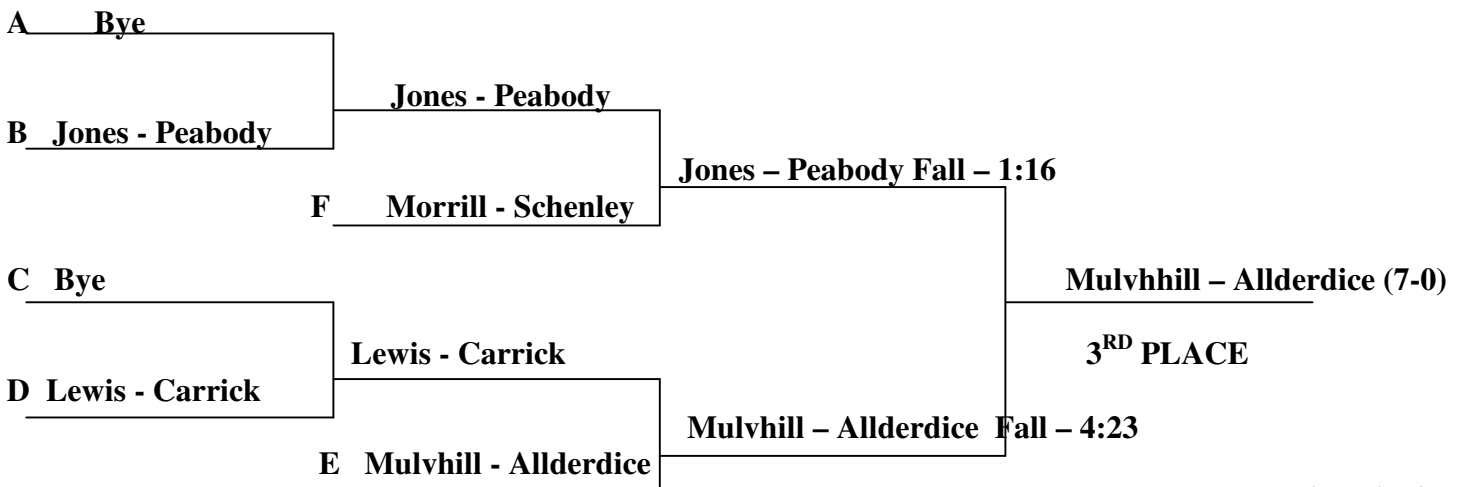 A Bye
Jones - Peabody
B Jones - Peabody
Jones – Peabody Fall – 1:16
F Morrill - Schenley
C Bye
Mulvhhill – Allderdice (7-0)
Lewis - Carrick
3RD PLACE
D Lewis - Carrick
Mulvhill – Allderdice Fall – 4:23
E Mulvhill - Allderdice